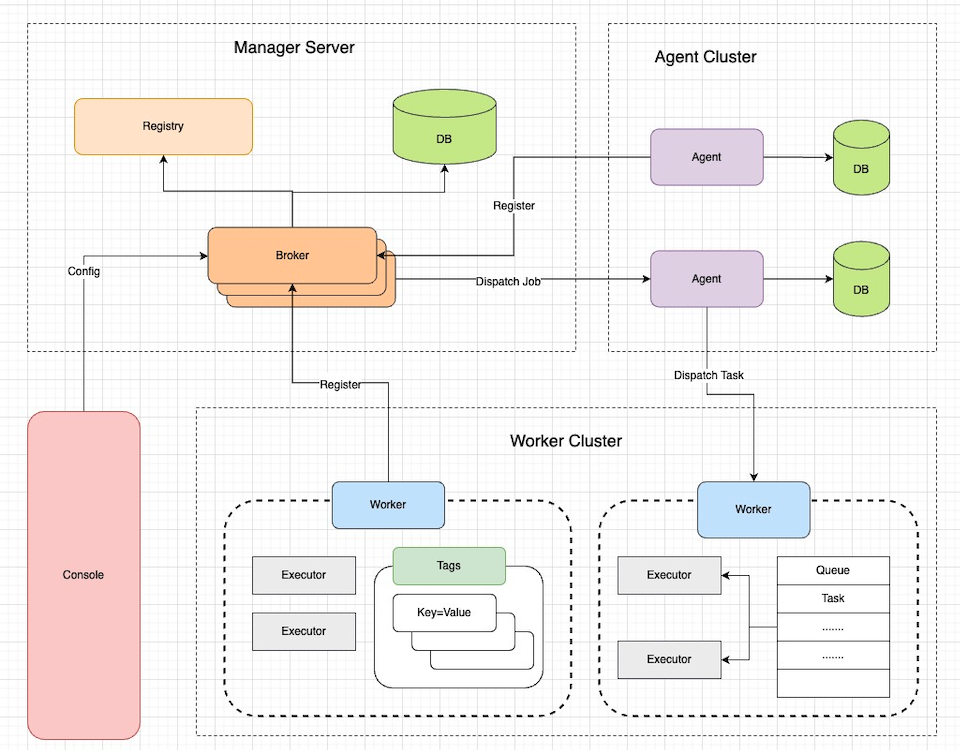 Manager Server
Agent Cluster
Registry
DB
Agent
DB
Register
Broker
Config
Dispatch Job
Agent
DB
Register
Dispatch Task
Worker Cluster
Console
Worker
Executor
Executor
Tags
Key=Value
Worker
Executor
Executor
Queue
Task
.......
.......